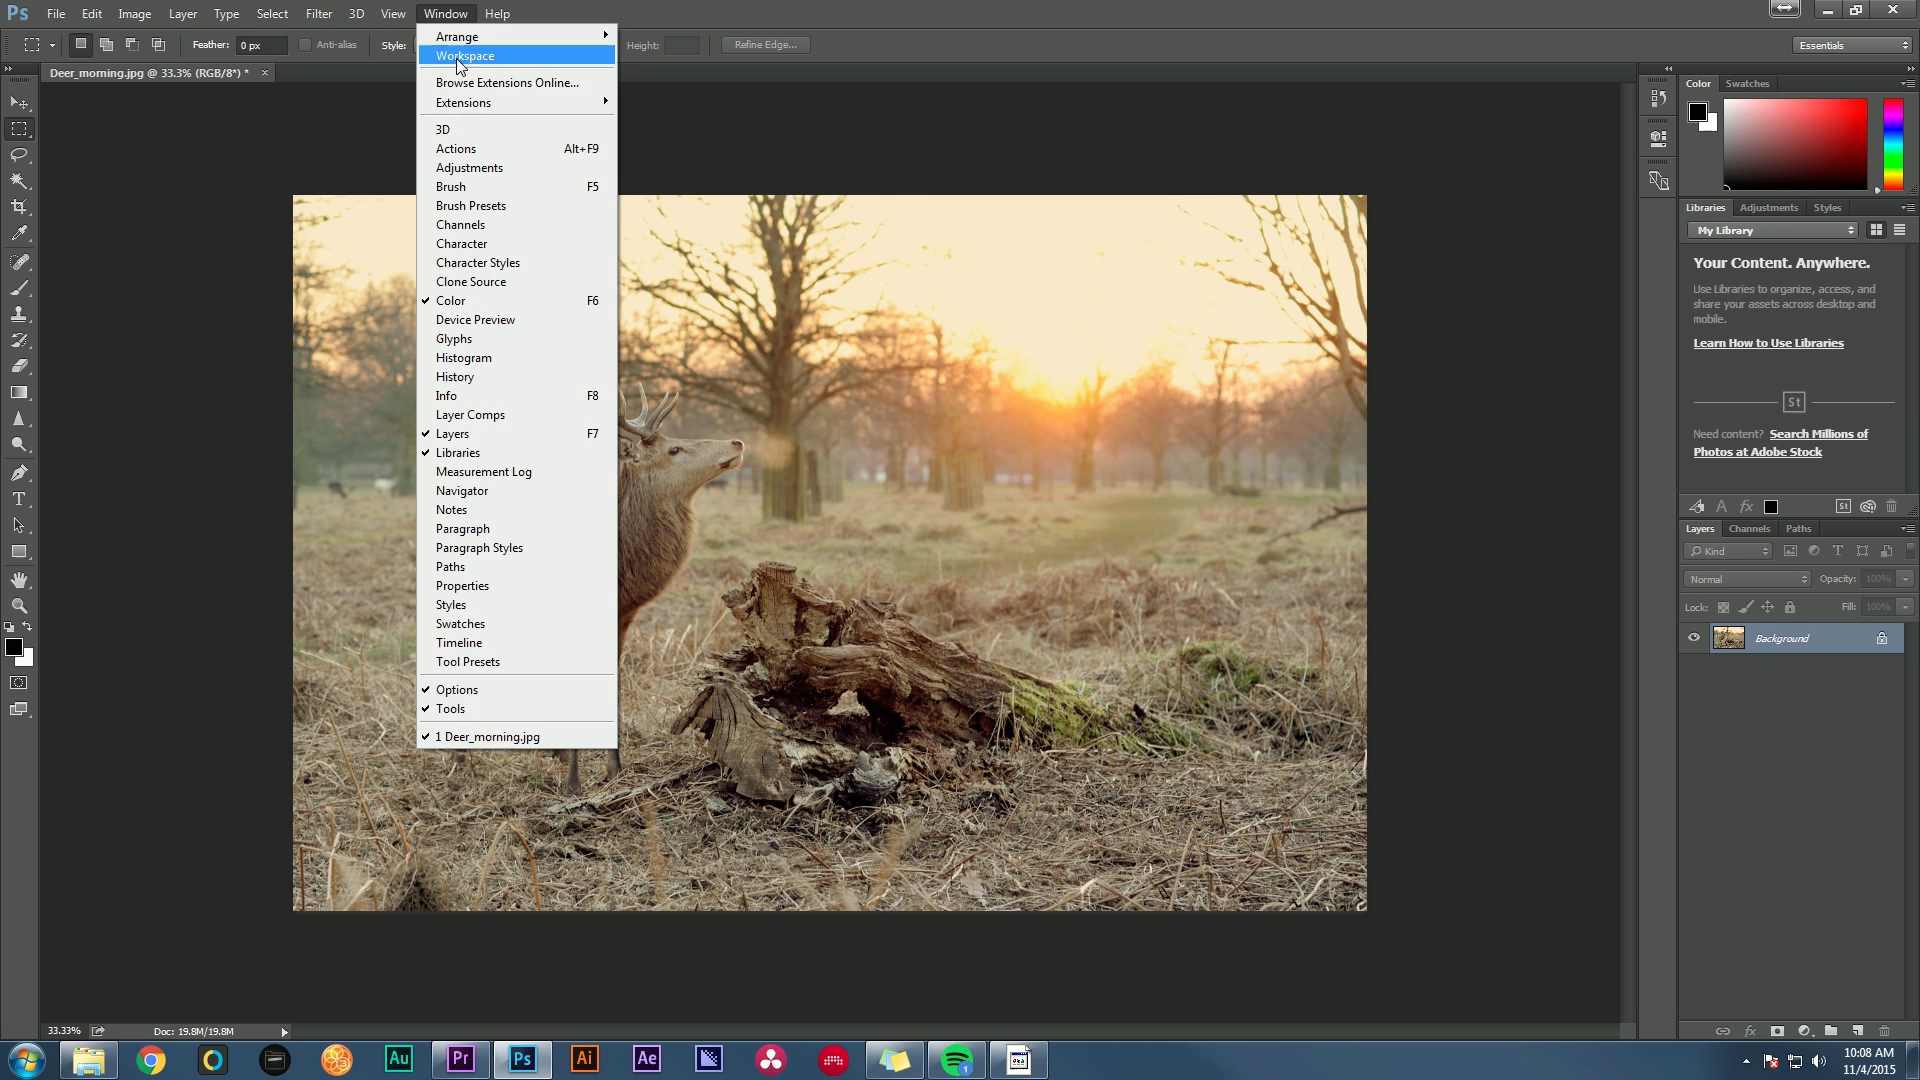 Ps File Edit Image Layer Type Select Filter 3D View Window Help
Feather: 0 px Anti-alias Style: Height: Refine Edge... Essentials
Deer_morning.jpg @ 33.3% (RGB/8*) * ×
Arrange
Workspace
Browse Extensions Online...
Extensions
3D
Actions Alt+F9
Adjustments
Brush F5
Brush Presets
Channels
Character
Character Styles
Clone Source
Color F6
Device Preview
Glyphs
Histogram
History
Info F8
Layer Comps
Layers F7
Libraries
Measurement Log
Navigator
Notes
Paragraph
Paragraph Styles
Paths
Properties
Styles
Swatches
Timeline
Tool Presets
Options
Tools
1 Deer_morning.jpg
Color Swatches
Libraries Adjustments Styles
My Library
Your Content. Anywhere.
Use Libraries to organize, access, and
share your assets across desktop and
mobile.
Learn How to Use Libraries
St
Need content? Search Millions of
Photos at Adobe Stock
A fx St
Layers Channels Paths
Kind T
Normal Opacity: 100%
Lock: Fill: 100%
Background
fx
33.33% Doc: 19.8M/19.8M
Au Pr Ps Ai Ae 1
10:08 AM
11/4/2015